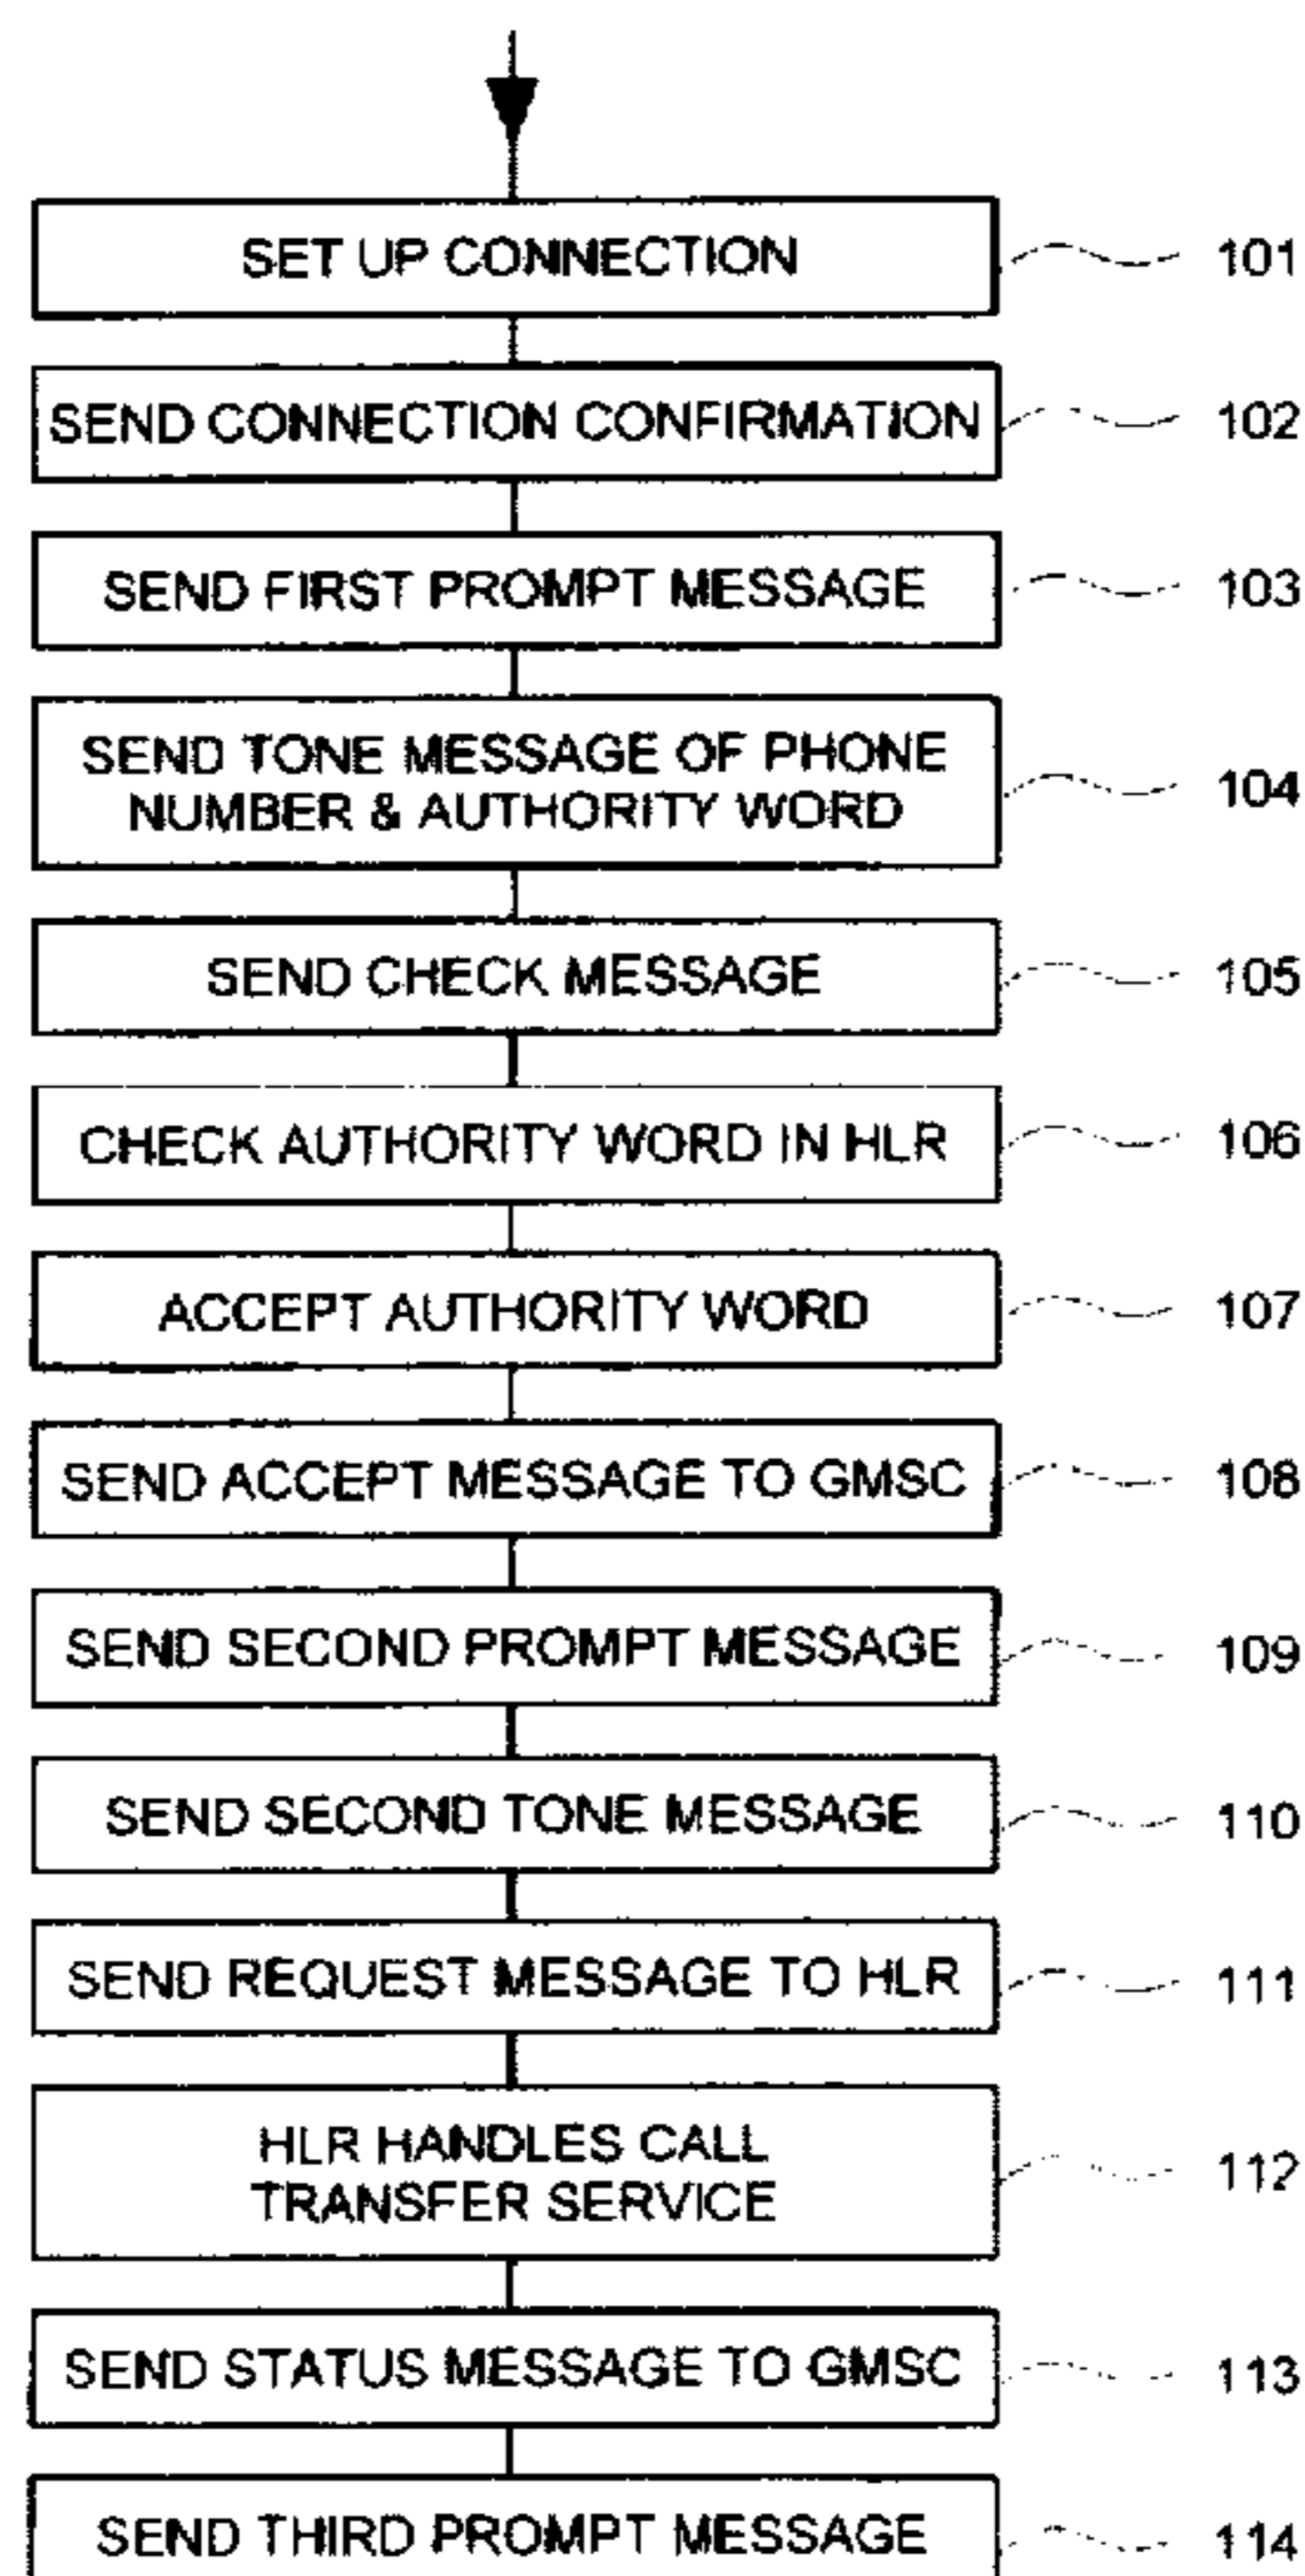 SET UP CONNECTION 101
SEND CONNECTION CONFIRMATION 102
SEND FIRST PROMPT MESSAGE 103
SEND TONE MESSAGE OF PHONE
NUMBER & AUTHORITY WORD 104
SEND CHECK MESSAGE 105
CHECK AUTHORITY WORD IN HLR 106
ACCEPT AUTHORITY WORD 107
SEND ACCEPT MESSAGE TO GMSC 108
SEND SECOND PROMPT MESSAGE 109
SEND SECOND TONE MESSAGE 110
SEND REQUEST MESSAGE TO HLR 111
HLR HANDLES CALL
TRANSFER SERVICE 112
SEND STATUS MESSAGE TO GMSC 113
SEND THIRD PROMPT MESSAGE 114